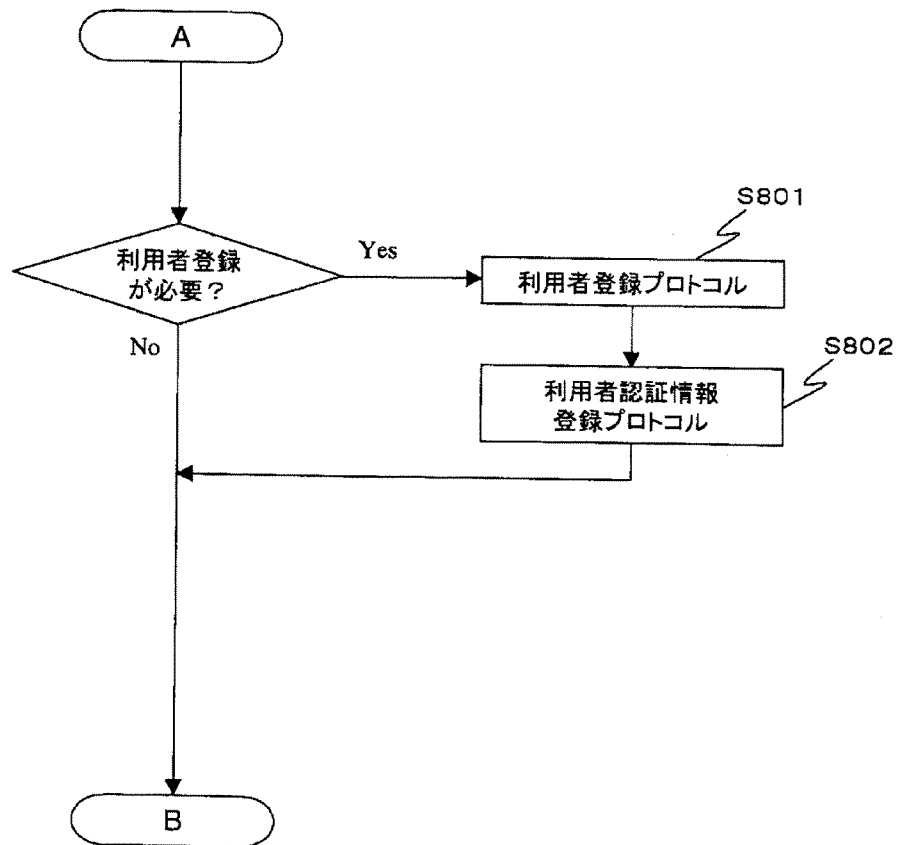 A
S801
利用者登録
が必要？
Yes
利用者登録プロトコル
No
S802
利用者認証情報
登録プロトコル
B